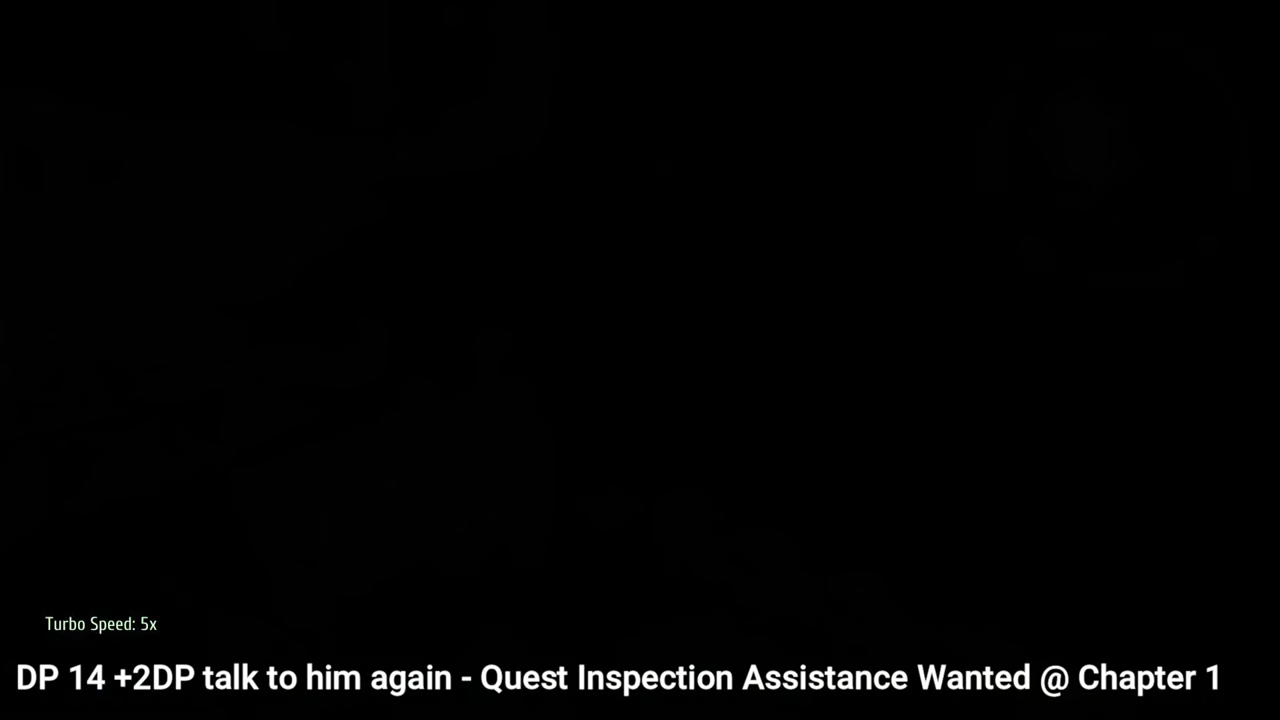 Turbo Speed: 5x
DP 14 +2DP talk to him again - Quest Inspection Assistance Wanted @ Chapter 1